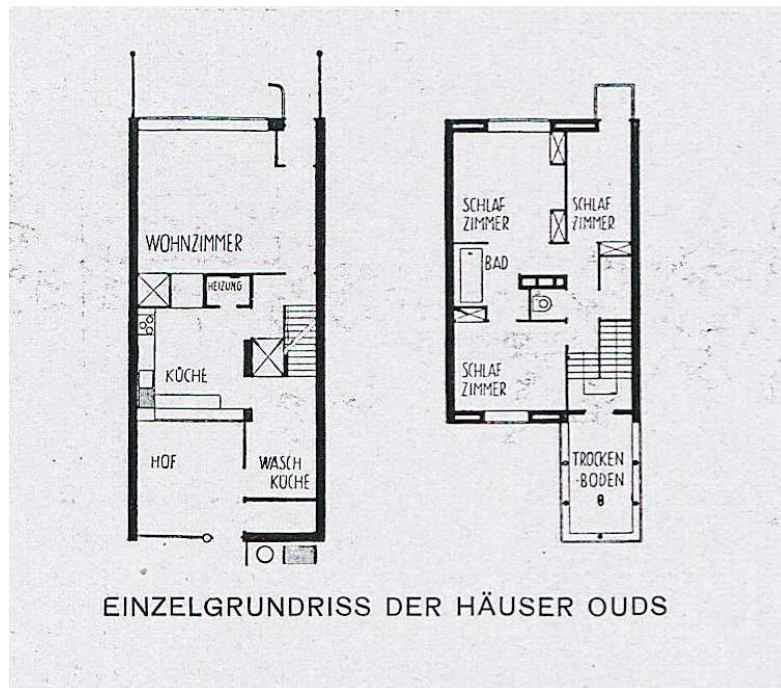 WOHNZIMMER
HEIZUNG
KÜCHE
HOF
WASCH
KÜCHE
SCHLAF
ZIMMER
SCHLAF
ZIMMER
BAD
SCHLAF
ZIMMER
TROCKEN
-BODEN
EINZELGRUNDRISS DER HÄUSER OUDS